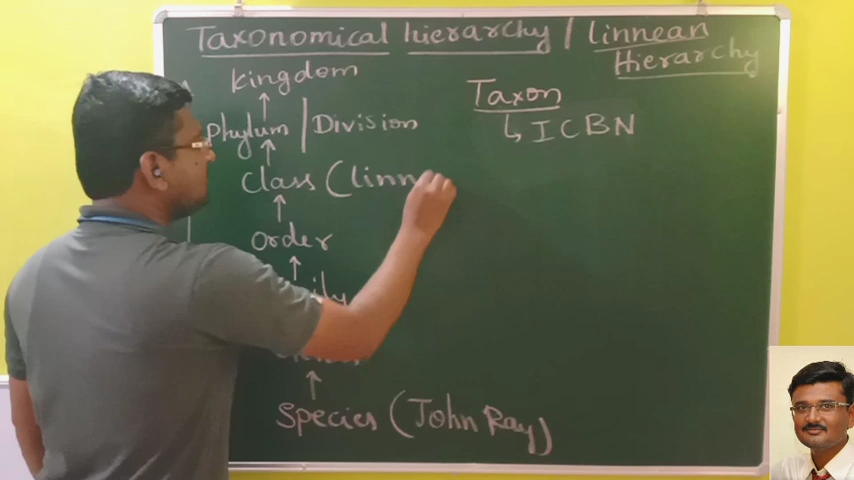 Taxonomical hierarchy / linnean
Hierarchy
kingdom
Phylum / Division
class (linn
order
species (John Ray)
Taxon
↳ ICBN